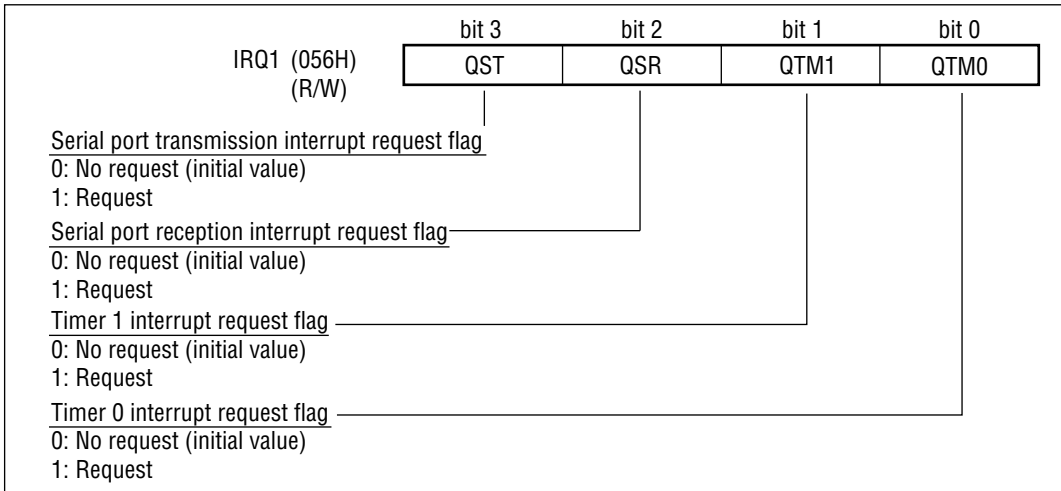 bit 3 bit 2 bit 1 bit 0
IRQ1 (056H) QST QSR QTM1 QTM0
(R/W)
Serial port transmission interrupt request flag
0: No request (initial value)
1: Request
Serial port reception interrupt request flag
0: No request (initial value)
1: Request
Timer 1 interrupt request flag
0: No request (initial value)
1: Request
Timer 0 interrupt request flag
0: No request (initial value)
1: Request